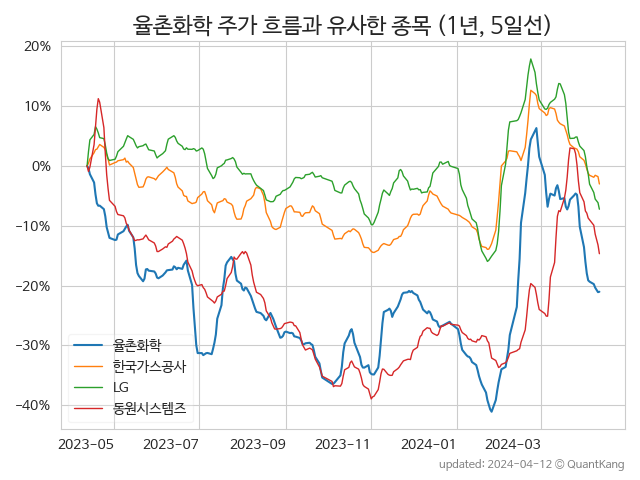 율촌화학 주가 흐름과 유사한 종목 (1년, 5일선)
20%
10%
0%
−10%
−20%
−30%
−40%
율촌화학
한국가스공사
LG
동원시스템즈
2023-05
2023-07
2023-09
2023-11
2024-01
2024-03
updated: 2024-04-12 © QuantKang